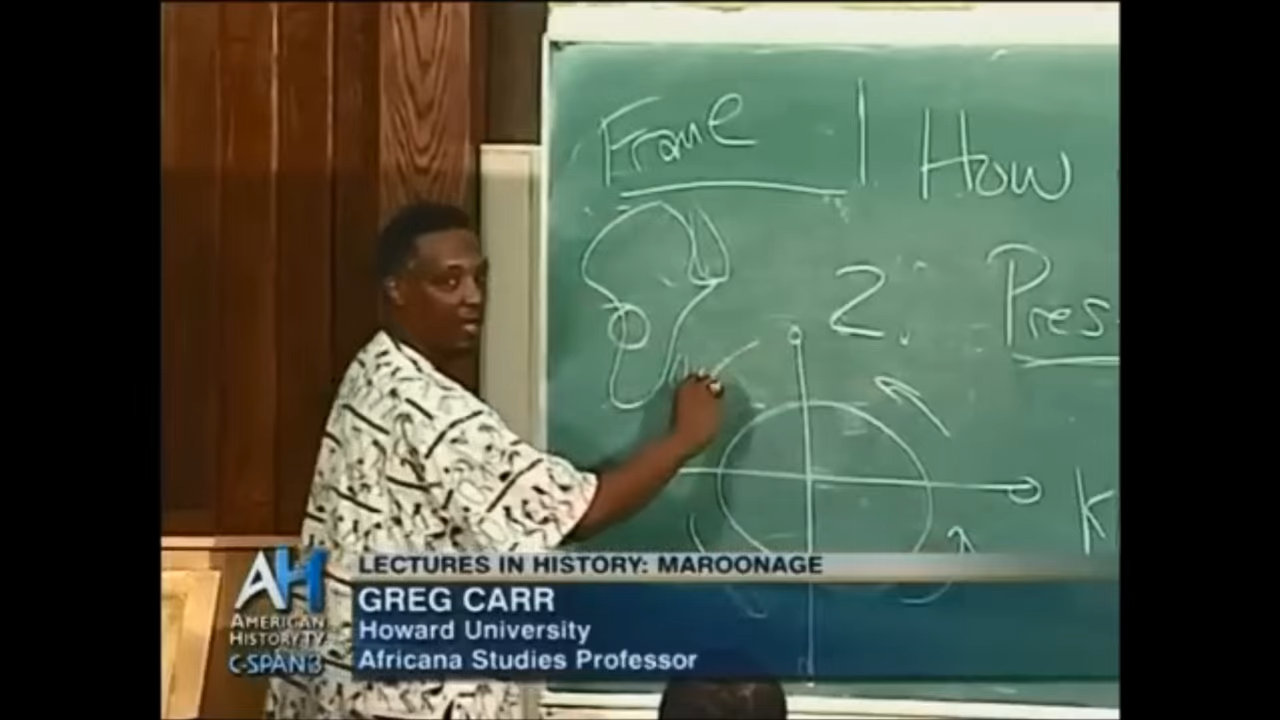 Frame 1 How
2. Pres
K
LECTURES IN HISTORY: MAROONAGE
GREG CARR
Howard University
Africana Studies Professor
AH
AMERICAN
HISTORY TV
C-SPAN3